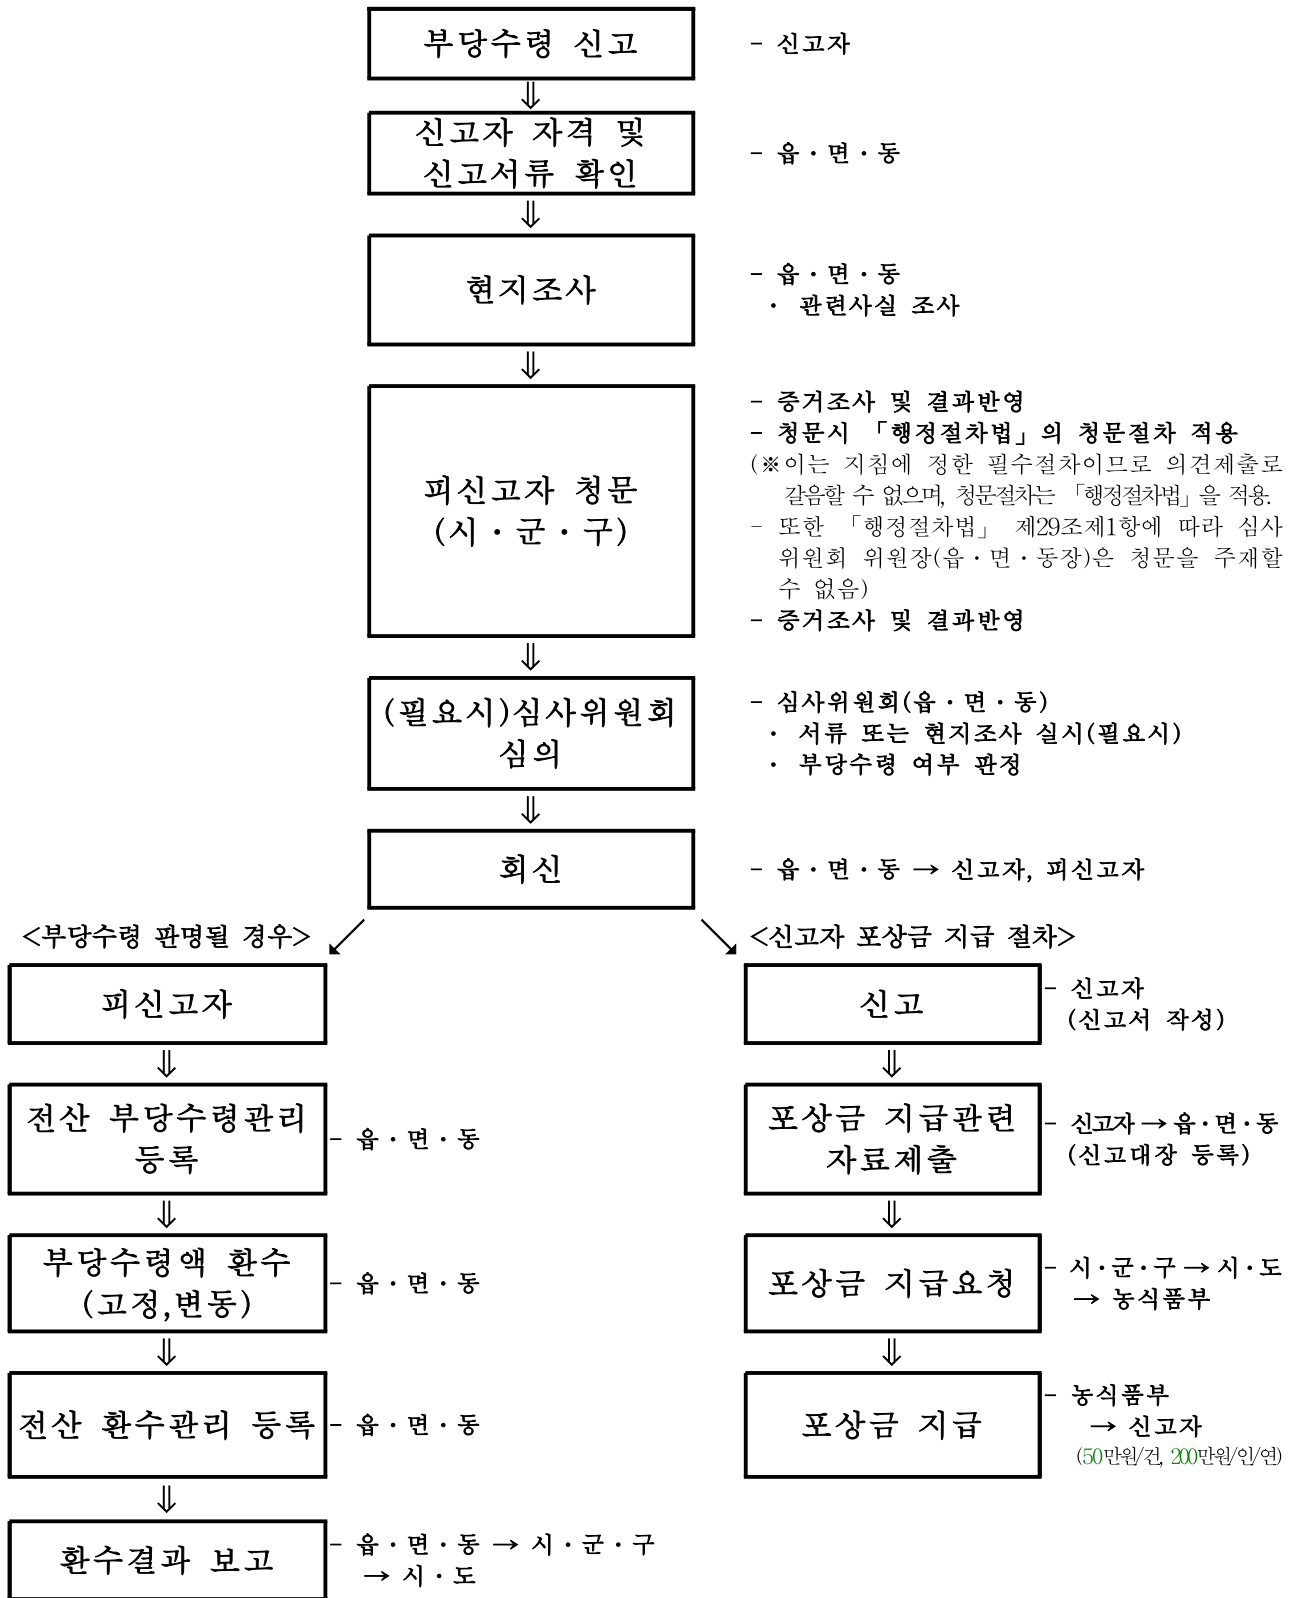 부당수령 신고
- 신고자
⇓
신고자 자격 및
신고서류 확인
- 읍・면・동
⇓
현지조사
- 읍・면・동
・ 관련사실 조사
⇓
피신고자 청문
(시・군・구)
- 증거조사 및 결과반영
- 청문시 「행정절차법」의 청문절차 적용
(※이는 지침에 정한 필수절차이므로 의견제출로
갈음할 수 없으며, 청문절차는 「행정절차법」을 적용.
- 또한 「행정절차법」 제29조제1항에 따라 심사
위원회 위원장(읍・면・동장)은 청문을 주재할
수 없음)
- 증거조사 및 결과반영
⇓
(필요시)심사위원회
심의
- 심사위원회(읍・면・동)
・ 서류 또는 현지조사 실시(필요시)
・ 부당수령 여부 판정
⇓
회신
- 읍・면・동 → 신고자, 피신고자
<부당수령 판명될 경우>
피신고자
⇓
전산 부당수령관리
등록
- 읍・면・동
⇓
부당수령액 환수
(고정,변동)
- 읍・면・동
⇓
전산 환수관리 등록
- 읍・면・동
⇓
환수결과 보고
- 읍・면・동 → 시・군・구
→ 시・도
<신고자 포상금 지급 절차>
신고
- 신고자
(신고서 작성)
⇓
포상금 지급관련
자료제출
- 신고자 → 읍・면・동
(신고대장 등록)
⇓
포상금 지급요청
- 시・군・구 → 시・도
→ 농식품부
⇓
포상금 지급
- 농식품부
→ 신고자
(50만원/건, 200만원/인/연)